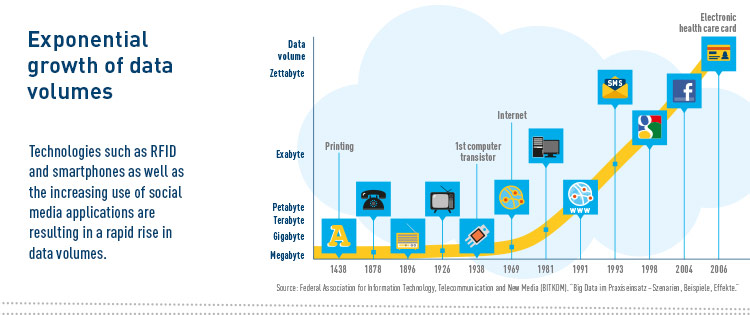 Exponential
growth of data
volumes
Technologies such as RFID
and smartphones as well as
the increasing use of social
media applications are
resulting in a rapid rise in
data volumes.
Data
volume
Zettabyte
Exabyte
Petabyte
Terabyte
Gigabyte
Megabyte
Printing
1st computer
transistor
Internet
Electronic
health care card
A
WWW
SMS
g
f
1438 1878 1896 1926 1938 1969 1981 1991 1993 1998 2004 2006
Source: Federal Association for Information Technology, Telecommunication and New Media (BITKOM). "Big Data im Praxiseinsatz – Szenarien, Beispiele, Effekte."